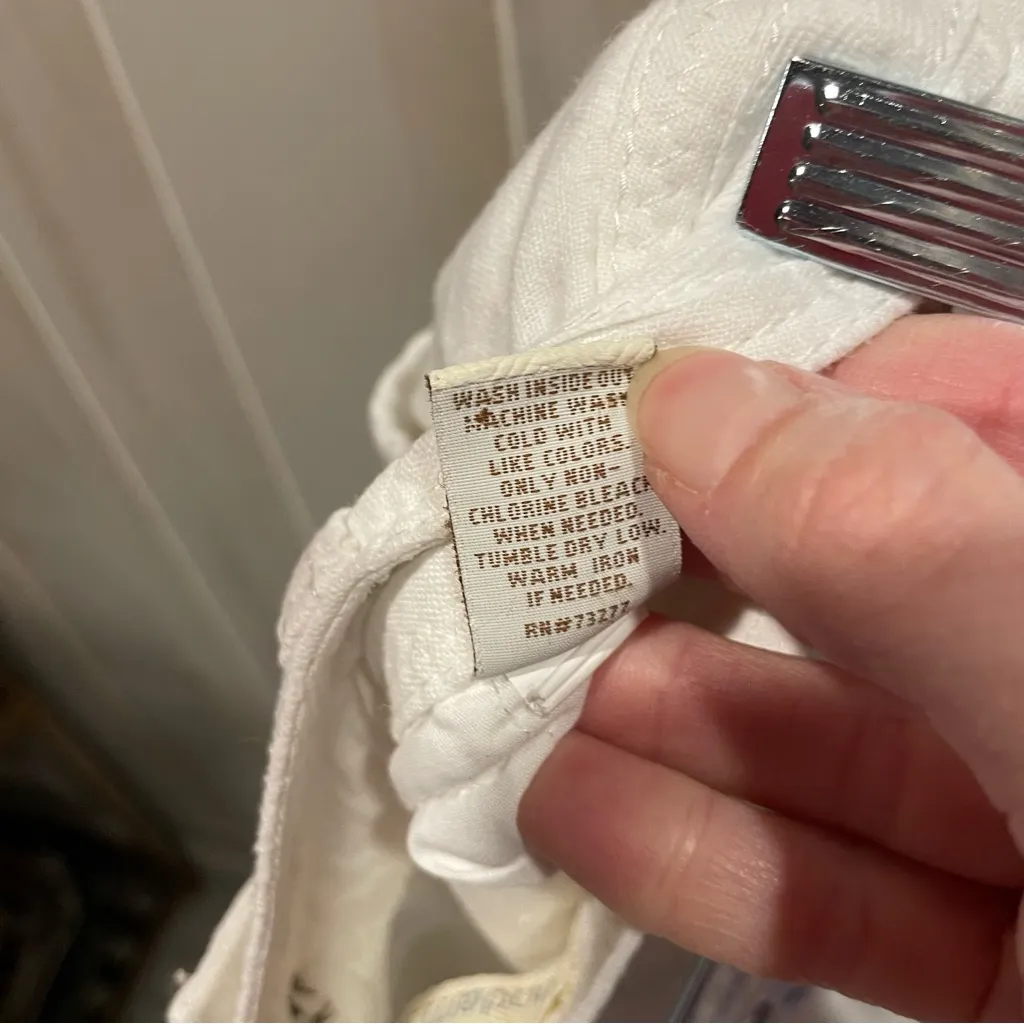 WASH INSIDE OUT
MACHINE WASH
COLD WITH
LIKE COLORS.
ONLY NON-
CHLORINE BLEACH
WHEN NEEDED.
TUMBLE DRY LOW.
WARM IRON
IF NEEDED.
RN#73277